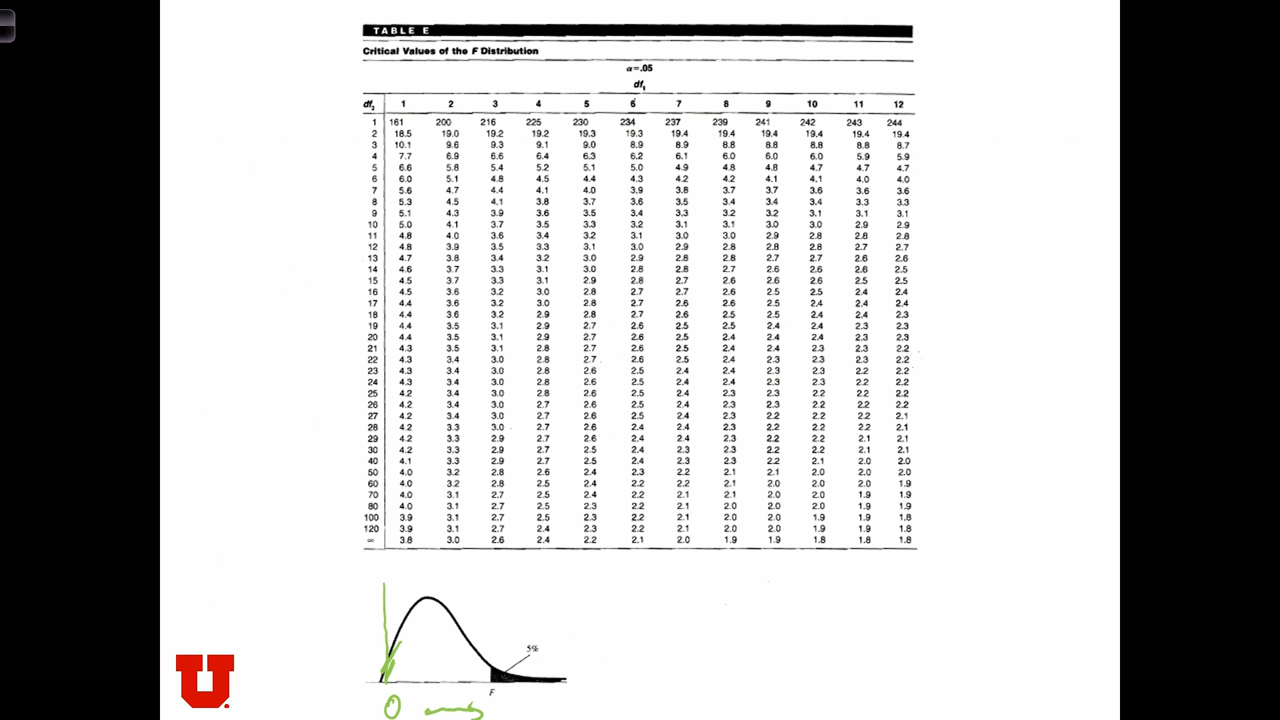 TABLE E
Critical Values of the F Distribution
α=.05
df₁
df₂ 1 2 3 4 5 6 7 8 9 10 11 12
1 161 200 216 225 230 234 237 239 241 242 243 244
2 18.5 19.0 19.2 19.2 19.3 19.3 19.4 19.4 19.4 19.4 19.4 19.4
3 10.1 9.6 9.3 9.1 9.0 8.9 8.9 8.8 8.8 8.8 8.8 8.7
4 7.7 6.9 6.6 6.4 6.3 6.2 6.1 6.0 6.0 6.0 5.9 5.9
5 6.6 5.8 5.4 5.2 5.1 5.0 4.9 4.8 4.8 4.7 4.7 4.7
6 6.0 5.1 4.8 4.5 4.4 4.3 4.2 4.2 4.1 4.1 4.0 4.0
7 5.6 4.7 4.4 4.1 4.0 3.9 3.8 3.7 3.7 3.6 3.6 3.6
8 5.3 4.5 4.1 3.8 3.7 3.6 3.5 3.4 3.4 3.4 3.3 3.3
9 5.1 4.3 3.9 3.6 3.5 3.4 3.3 3.2 3.2 3.1 3.1 3.1
10 5.0 4.1 3.7 3.5 3.3 3.2 3.1 3.1 3.0 3.0 2.9 2.9
11 4.8 4.0 3.6 3.4 3.2 3.1 3.0 3.0 2.9 2.8 2.8 2.8
12 4.8 3.9 3.5 3.3 3.1 3.0 2.9 2.8 2.8 2.8 2.7 2.7
13 4.7 3.8 3.4 3.2 3.0 2.9 2.8 2.8 2.7 2.7 2.6 2.6
14 4.6 3.7 3.3 3.1 3.0 2.8 2.8 2.7 2.6 2.6 2.6 2.5
15 4.5 3.7 3.3 3.1 2.9 2.8 2.7 2.6 2.6 2.6 2.5 2.5
16 4.5 3.6 3.2 3.0 2.8 2.7 2.7 2.6 2.5 2.5 2.4 2.4
17 4.4 3.6 3.2 3.0 2.8 2.7 2.6 2.6 2.5 2.4 2.4 2.4
18 4.4 3.6 3.2 2.9 2.8 2.7 2.6 2.5 2.5 2.4 2.4 2.3
19 4.4 3.5 3.1 2.9 2.7 2.6 2.5 2.5 2.4 2.4 2.3 2.3
20 4.4 3.5 3.1 2.9 2.7 2.6 2.5 2.4 2.4 2.4 2.3 2.3
21 4.3 3.5 3.1 2.8 2.7 2.6 2.5 2.4 2.4 2.3 2.3 2.2
22 4.3 3.4 3.0 2.8 2.7 2.6 2.5 2.4 2.3 2.3 2.3 2.2
23 4.3 3.4 3.0 2.8 2.6 2.5 2.4 2.4 2.3 2.3 2.2 2.2
24 4.3 3.4 3.0 2.8 2.6 2.5 2.4 2.4 2.3 2.3 2.2 2.2
25 4.2 3.4 3.0 2.8 2.6 2.5 2.4 2.3 2.3 2.2 2.2 2.2
26 4.2 3.4 3.0 2.7 2.6 2.5 2.4 2.3 2.3 2.2 2.2 2.2
27 4.2 3.4 3.0 2.7 2.6 2.5 2.4 2.3 2.2 2.2 2.2 2.1
28 4.2 3.3 3.0 2.7 2.6 2.4 2.4 2.3 2.2 2.2 2.2 2.1
29 4.2 3.3 2.9 2.7 2.6 2.4 2.4 2.3 2.2 2.2 2.1 2.1
30 4.2 3.3 2.9 2.7 2.5 2.4 2.3 2.3 2.2 2.2 2.1 2.1
40 4.1 3.3 2.9 2.7 2.5 2.4 2.3 2.3 2.2 2.1 2.0 2.0
50 4.0 3.2 2.8 2.6 2.4 2.3 2.2 2.1 2.1 2.0 2.0 2.0
60 4.0 3.2 2.8 2.5 2.4 2.2 2.2 2.1 2.0 2.0 2.0 1.9
70 4.0 3.1 2.7 2.5 2.4 2.2 2.1 2.1 2.0 2.0 1.9 1.9
80 4.0 3.1 2.7 2.5 2.3 2.2 2.1 2.0 2.0 2.0 1.9 1.9
100 3.9 3.1 2.7 2.5 2.3 2.2 2.1 2.0 2.0 1.9 1.9 1.8
120 3.9 3.1 2.7 2.4 2.3 2.2 2.1 2.0 2.0 1.9 1.9 1.8
∞ 3.8 3.0 2.6 2.4 2.2 2.1 2.0 1.9 1.9 1.8 1.8 1.8
5%
F
U
0